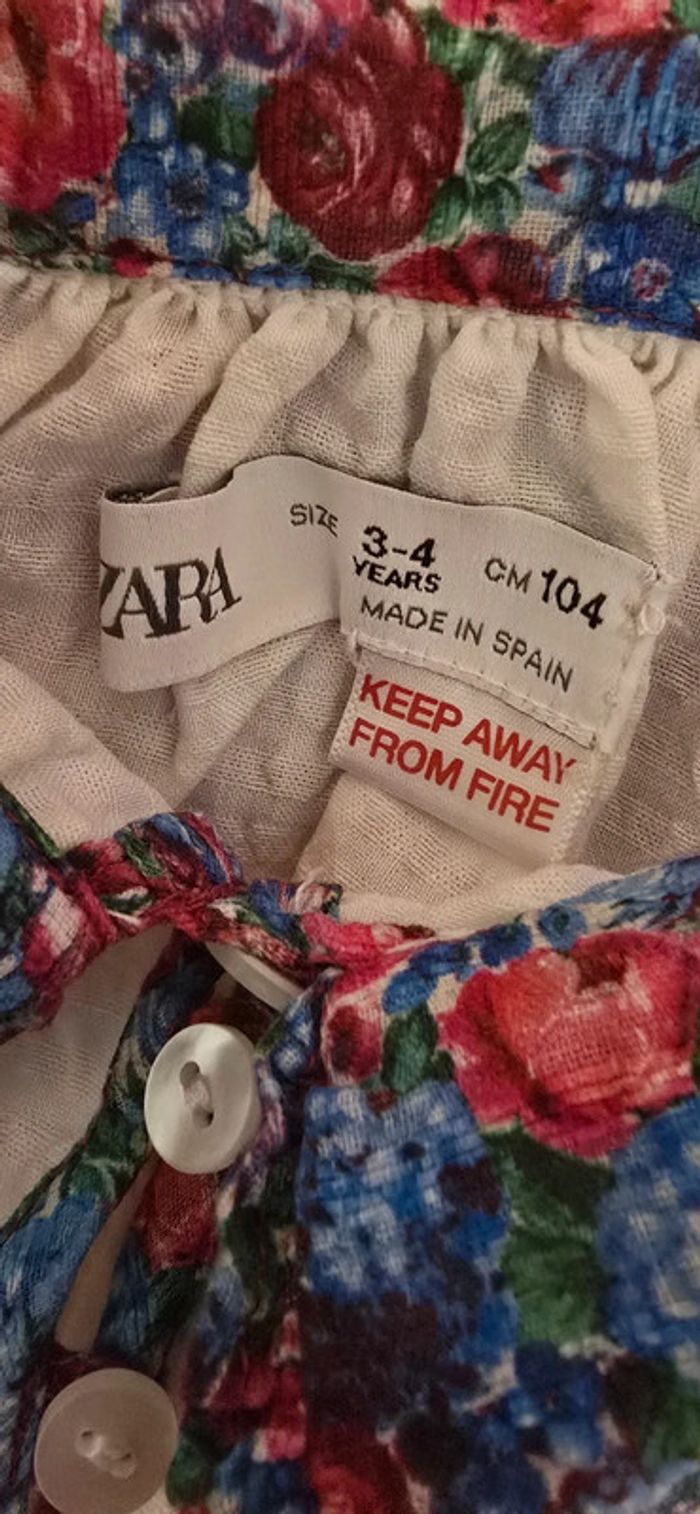 ZARA
SIZE 3-4 YEARS CM 104
MADE IN SPAIN
KEEP AWAY
FROM FIRE